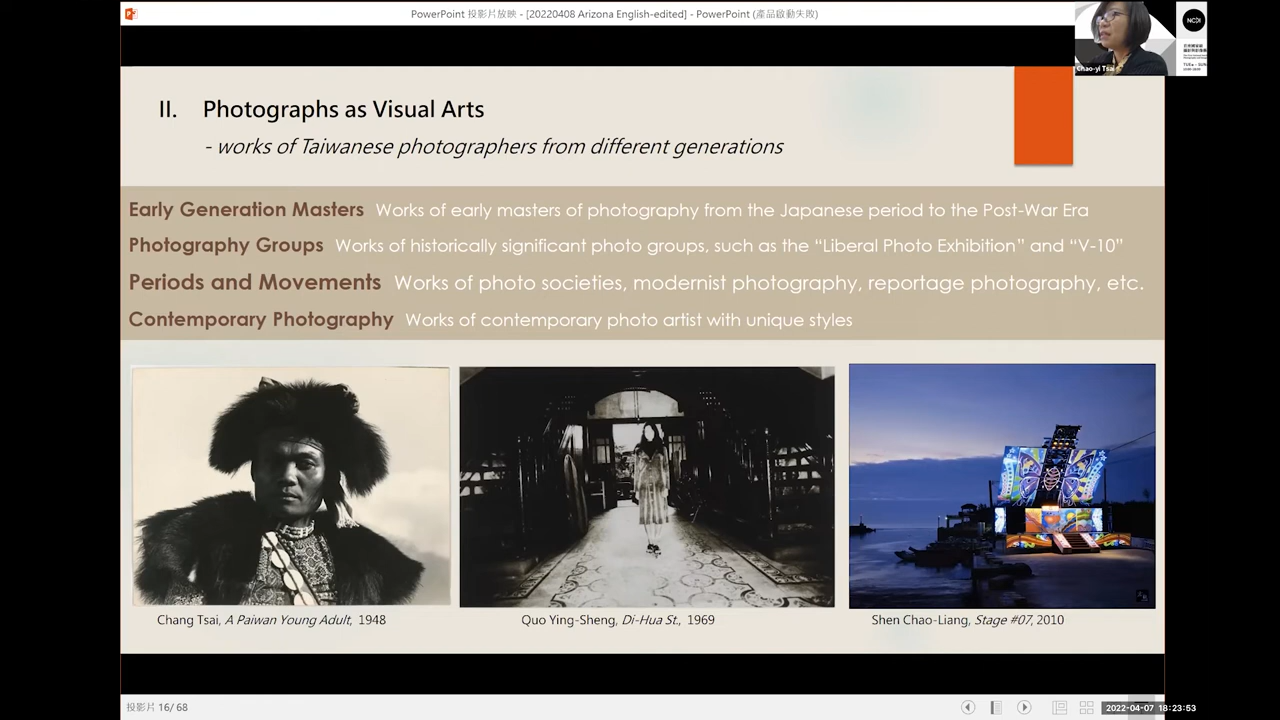 PowerPoint 投影片放映 - [20220408 Arizona English-edited] - PowerPoint (產品啟動失敗)
NCPI
Chao-yi Tsai
II. Photographs as Visual Arts
- works of Taiwanese photographers from different generations
Early Generation Masters Works of early masters of photography from the Japanese period to the Post-War Era
Photography Groups Works of historically significant photo groups, such as the “Liberal Photo Exhibition” and “V-10”
Periods and Movements Works of photo societies, modernist photography, reportage photography, etc.
Contemporary Photography Works of contemporary photo artist with unique styles
Chang Tsai, A Paiwan Young Adult, 1948
Quo Ying-Sheng, Di-Hua St., 1969
Shen Chao-Liang, Stage #07, 2010
投影片 16/ 68
2022-04-07 18:23:53